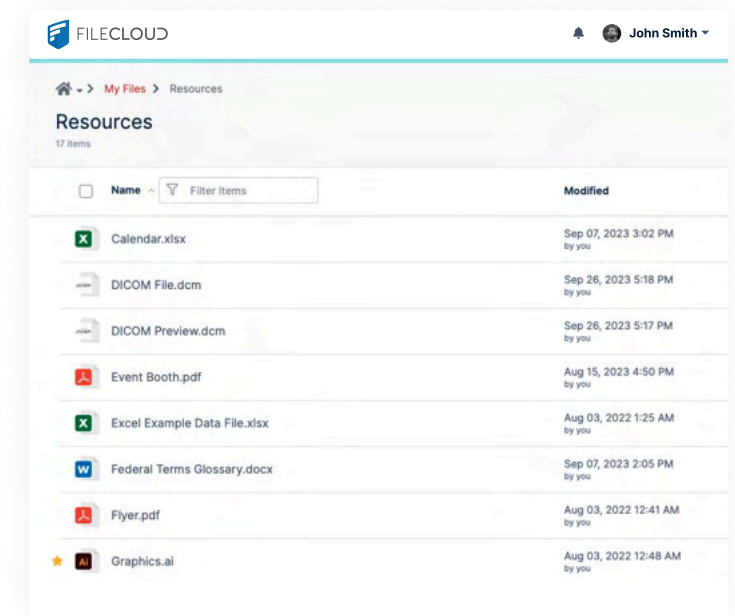 FILECLOUD
John Smith
My Files > Resources
Resources
17 items
Name
Filter Items
Modified
Calendar.xlsx
Sep 07, 2023 3:02 PM
by you
DICOM File.dcm
Sep 26, 2023 5:18 PM
by you
DICOM Preview.dcm
Sep 26, 2023 5:17 PM
by you
Event Booth.pdf
Aug 15, 2023 4:50 PM
by you
Excel Example Data File.xlsx
Aug 03, 2022 1:25 AM
by you
Federal Terms Glossary.docx
Sep 07, 2023 2:05 PM
by you
Flyer.pdf
Aug 03, 2022 12:41 AM
by you
Ai
Graphics.ai
Aug 03, 2022 12:48 AM
by you